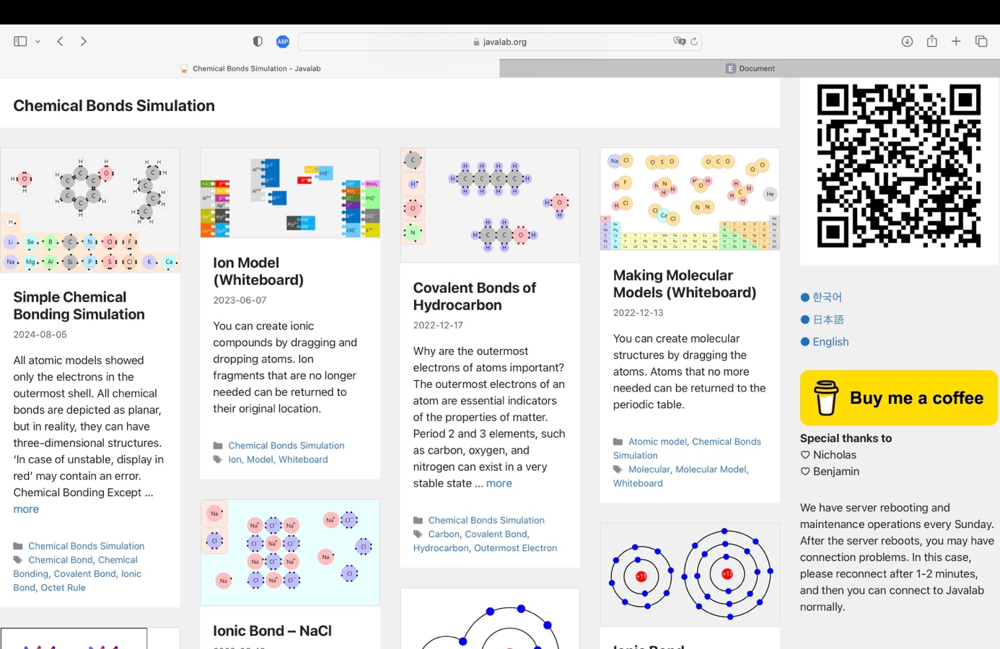 javalab.org
Chemical Bonds Simulation - Javalab
Document
Chemical Bonds Simulation
Simple Chemical
Bonding Simulation
2024-08-05
All atomic models showed
only the electrons in the
outermost shell. All chemical
bonds are depicted as planar,
but in reality, they can have
three-dimensional structures.
‘In case of unstable, display in
red’ may contain an error.
Chemical Bonding Except ...
more
Chemical Bonds Simulation
Chemical Bond, Chemical
Bonding, Covalent Bond, Ionic
Bond, Octet Rule
Ion Model
(Whiteboard)
2023-06-07
You can create ionic
compounds by dragging and
dropping atoms. Ion
fragments that are no longer
needed can be returned to
their original location.
Chemical Bonds Simulation
Ion, Model, Whiteboard
Ionic Bond – NaCl
Covalent Bonds of
Hydrocarbon
2022-12-17
Why are the outermost
electrons of atoms important?
The outermost electrons of an
atom are essential indicators
of the properties of matter.
Period 2 and 3 elements, such
as carbon, oxygen, and
nitrogen can exist in a very
stable state ... more
Chemical Bonds Simulation
Carbon, Covalent Bond,
Hydrocarbon, Outermost Electron
Making Molecular
Models (Whiteboard)
2022-12-13
You can create molecular
structures by dragging the
atoms. Atoms that no more
needed can be returned to the
periodic table.
Atomic model, Chemical Bonds
Simulation
Molecular, Molecular Model,
Whiteboard
+11
+17
한국어
日本語
English
Buy me a coffee
Special thanks to
♡ Nicholas
♡ Benjamin
We have server rebooting and
maintenance operations every Sunday.
After the server reboots, you may have
connection problems. In this case,
please reconnect after 1-2 minutes,
and then you can connect to Javalab
normally.